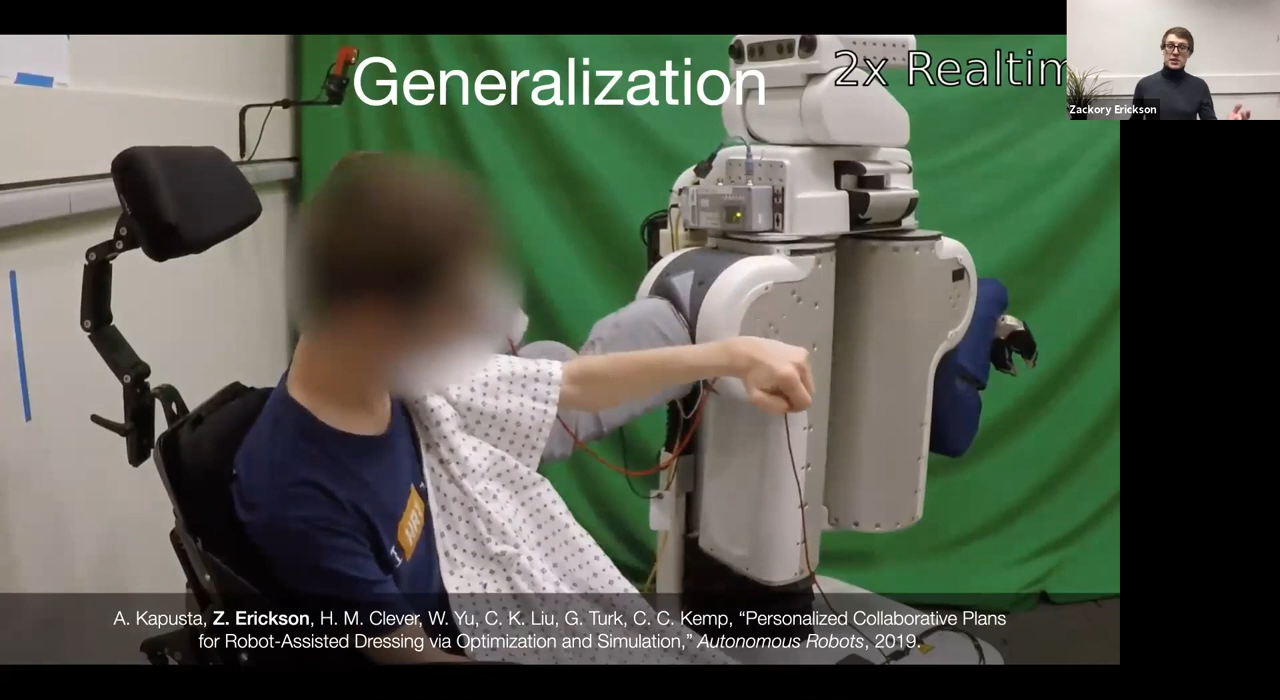 Generalization
2x Realtim
Zackory Erickson
I
HRI
A. Kapusta, Z. Erickson, H. M. Clever, W. Yu, C. K. Liu, G. Turk, C. C. Kemp, “Personalized Collaborative Plans
for Robot-Assisted Dressing via Optimization and Simulation,” Autonomous Robots, 2019.